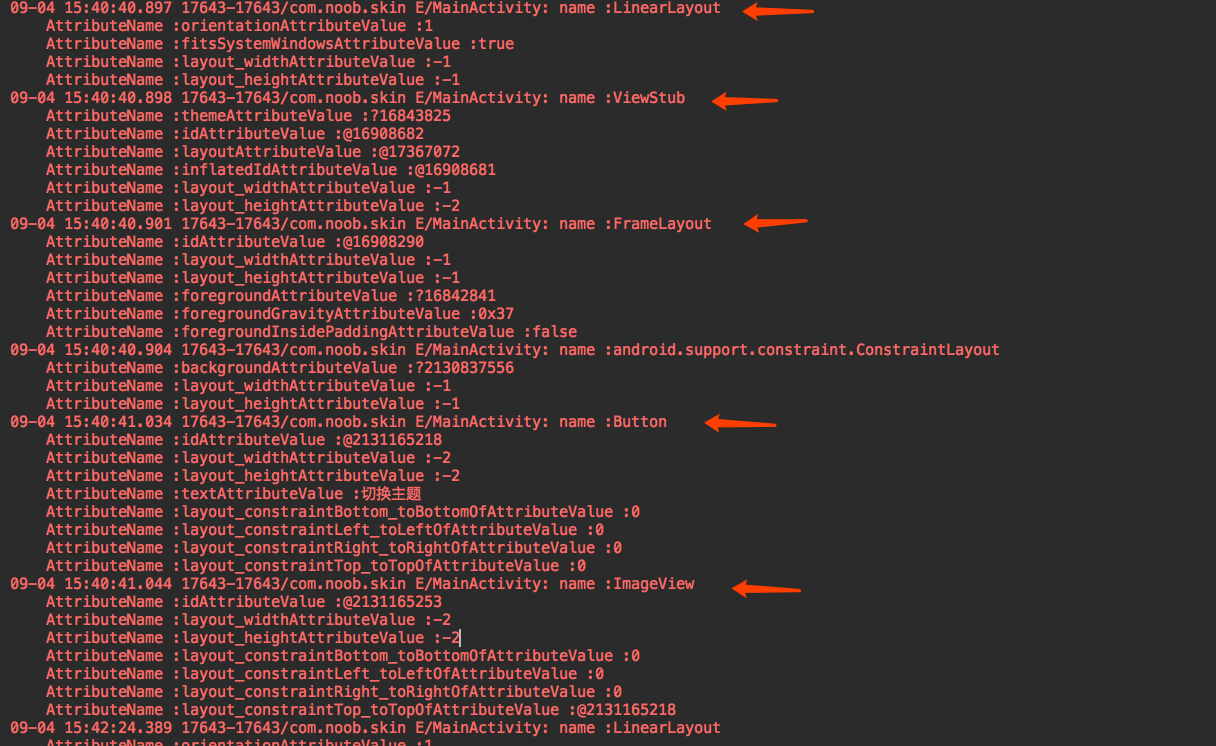 09-04 15:40:40.897 17643-17643/com.noob.skin E/MainActivity: name :LinearLayout
AttributeName :orientationAttributeValue :1
AttributeName :fitsSystemWindowsAttributeValue :true
AttributeName :layout_widthAttributeValue :-1
AttributeName :layout_heightAttributeValue :-1
09-04 15:40:40.898 17643-17643/com.noob.skin E/MainActivity: name :ViewStub
AttributeName :themeAttributeValue :?16843825
AttributeName :idAttributeValue :@16908682
AttributeName :layoutAttributeValue :@17367072
AttributeName :inflatedIdAttributeValue :@16908681
AttributeName :layout_widthAttributeValue :-1
AttributeName :layout_heightAttributeValue :-2
09-04 15:40:40.901 17643-17643/com.noob.skin E/MainActivity: name :FrameLayout
AttributeName :idAttributeValue :@16908290
AttributeName :layout_widthAttributeValue :-1
AttributeName :layout_heightAttributeValue :-1
AttributeName :foregroundAttributeValue :?16842841
AttributeName :foregroundGravityAttributeValue :0x37
AttributeName :foregroundInsidePaddingAttributeValue :false
09-04 15:40:40.904 17643-17643/com.noob.skin E/MainActivity: name :android.support.constraint.ConstraintLayout
AttributeName :backgroundAttributeValue :?2130837556
AttributeName :layout_widthAttributeValue :-1
AttributeName :layout_heightAttributeValue :-1
09-04 15:40:41.034 17643-17643/com.noob.skin E/MainActivity: name :Button
AttributeName :idAttributeValue :@2131165218
AttributeName :layout_widthAttributeValue :-2
AttributeName :layout_heightAttributeValue :-2
AttributeName :textAttributeValue :切换主题
AttributeName :layout_constraintBottom_toBottomOfAttributeValue :0
AttributeName :layout_constraintLeft_toLeftOfAttributeValue :0
AttributeName :layout_constraintRight_toRightOfAttributeValue :0
AttributeName :layout_constraintTop_toTopOfAttributeValue :0
09-04 15:40:41.044 17643-17643/com.noob.skin E/MainActivity: name :ImageView
AttributeName :idAttributeValue :@2131165253
AttributeName :layout_widthAttributeValue :-2
AttributeName :layout_heightAttributeValue :-2
AttributeName :layout_constraintBottom_toBottomOfAttributeValue :0
AttributeName :layout_constraintLeft_toLeftOfAttributeValue :0
AttributeName :layout_constraintRight_toRightOfAttributeValue :0
AttributeName :layout_constraintTop_toTopOfAttributeValue :@2131165218
09-04 15:42:24.389 17643-17643/com.noob.skin E/MainActivity: name :LinearLayout
AttributeName :orientationAttributeValue :1